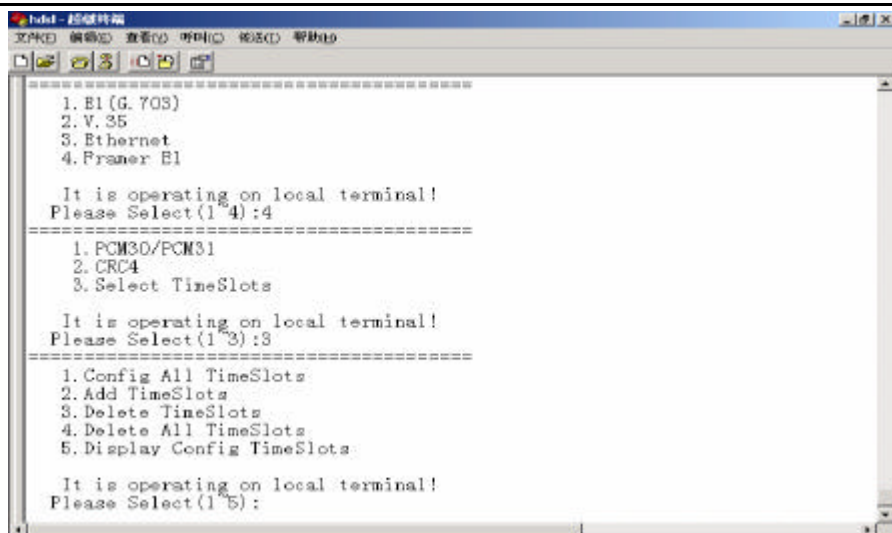 hdsl - 超级终端
文件(F) 编辑(E) 查看(V) 呼叫(C) 传送(T) 帮助(H)
========================================
1. E1(G.703)
2. V.35
3. Ethernet
4. Framer E1
It is operating on local terminal!
Please Select(1~4):4
========================================
1. PCM30/PCM31
2. CRC4
3. Select TimeSlots
It is operating on local terminal!
Please Select(1~3):3
========================================
1. Config All TimeSlots
2. Add TimeSlots
3. Delete TimeSlots
4. Delete All TimeSlots
5. Display Config TimeSlots
It is operating on local terminal!
Please Select(1~5):